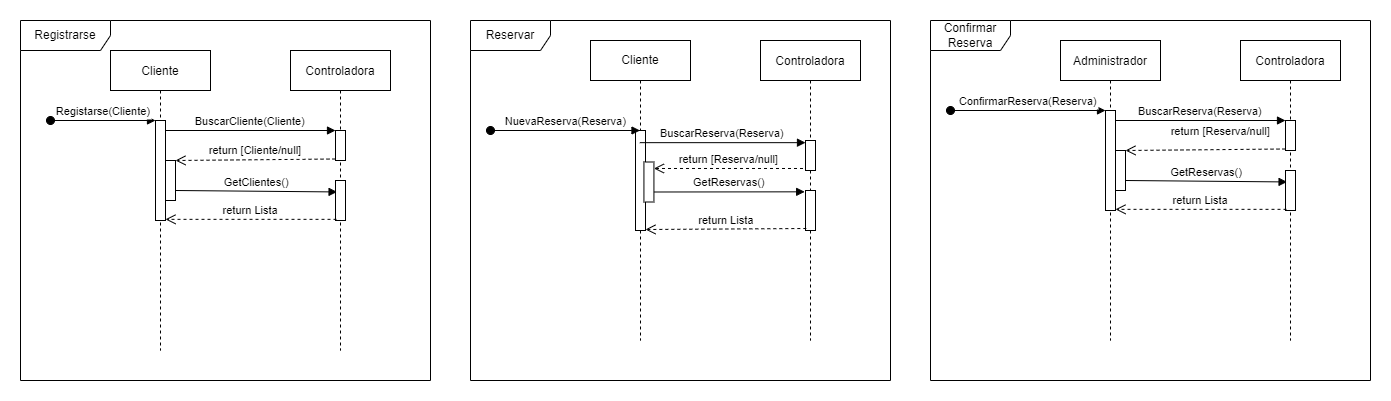 Registrarse
Cliente
Controladora
Registarse(Cliente)
BuscarCliente(Cliente)
return [Cliente/null]
GetClientes()
return Lista
Reservar
Cliente
Controladora
NuevaReserva(Reserva)
BuscarReserva(Reserva)
return [Reserva/null]
GetReservas()
return Lista
Confirmar
Reserva
Administrador
Controladora
ConfirmarReserva(Reserva)
BuscarReserva(Reserva)
return [Reserva/null]
GetReservas()
return Lista